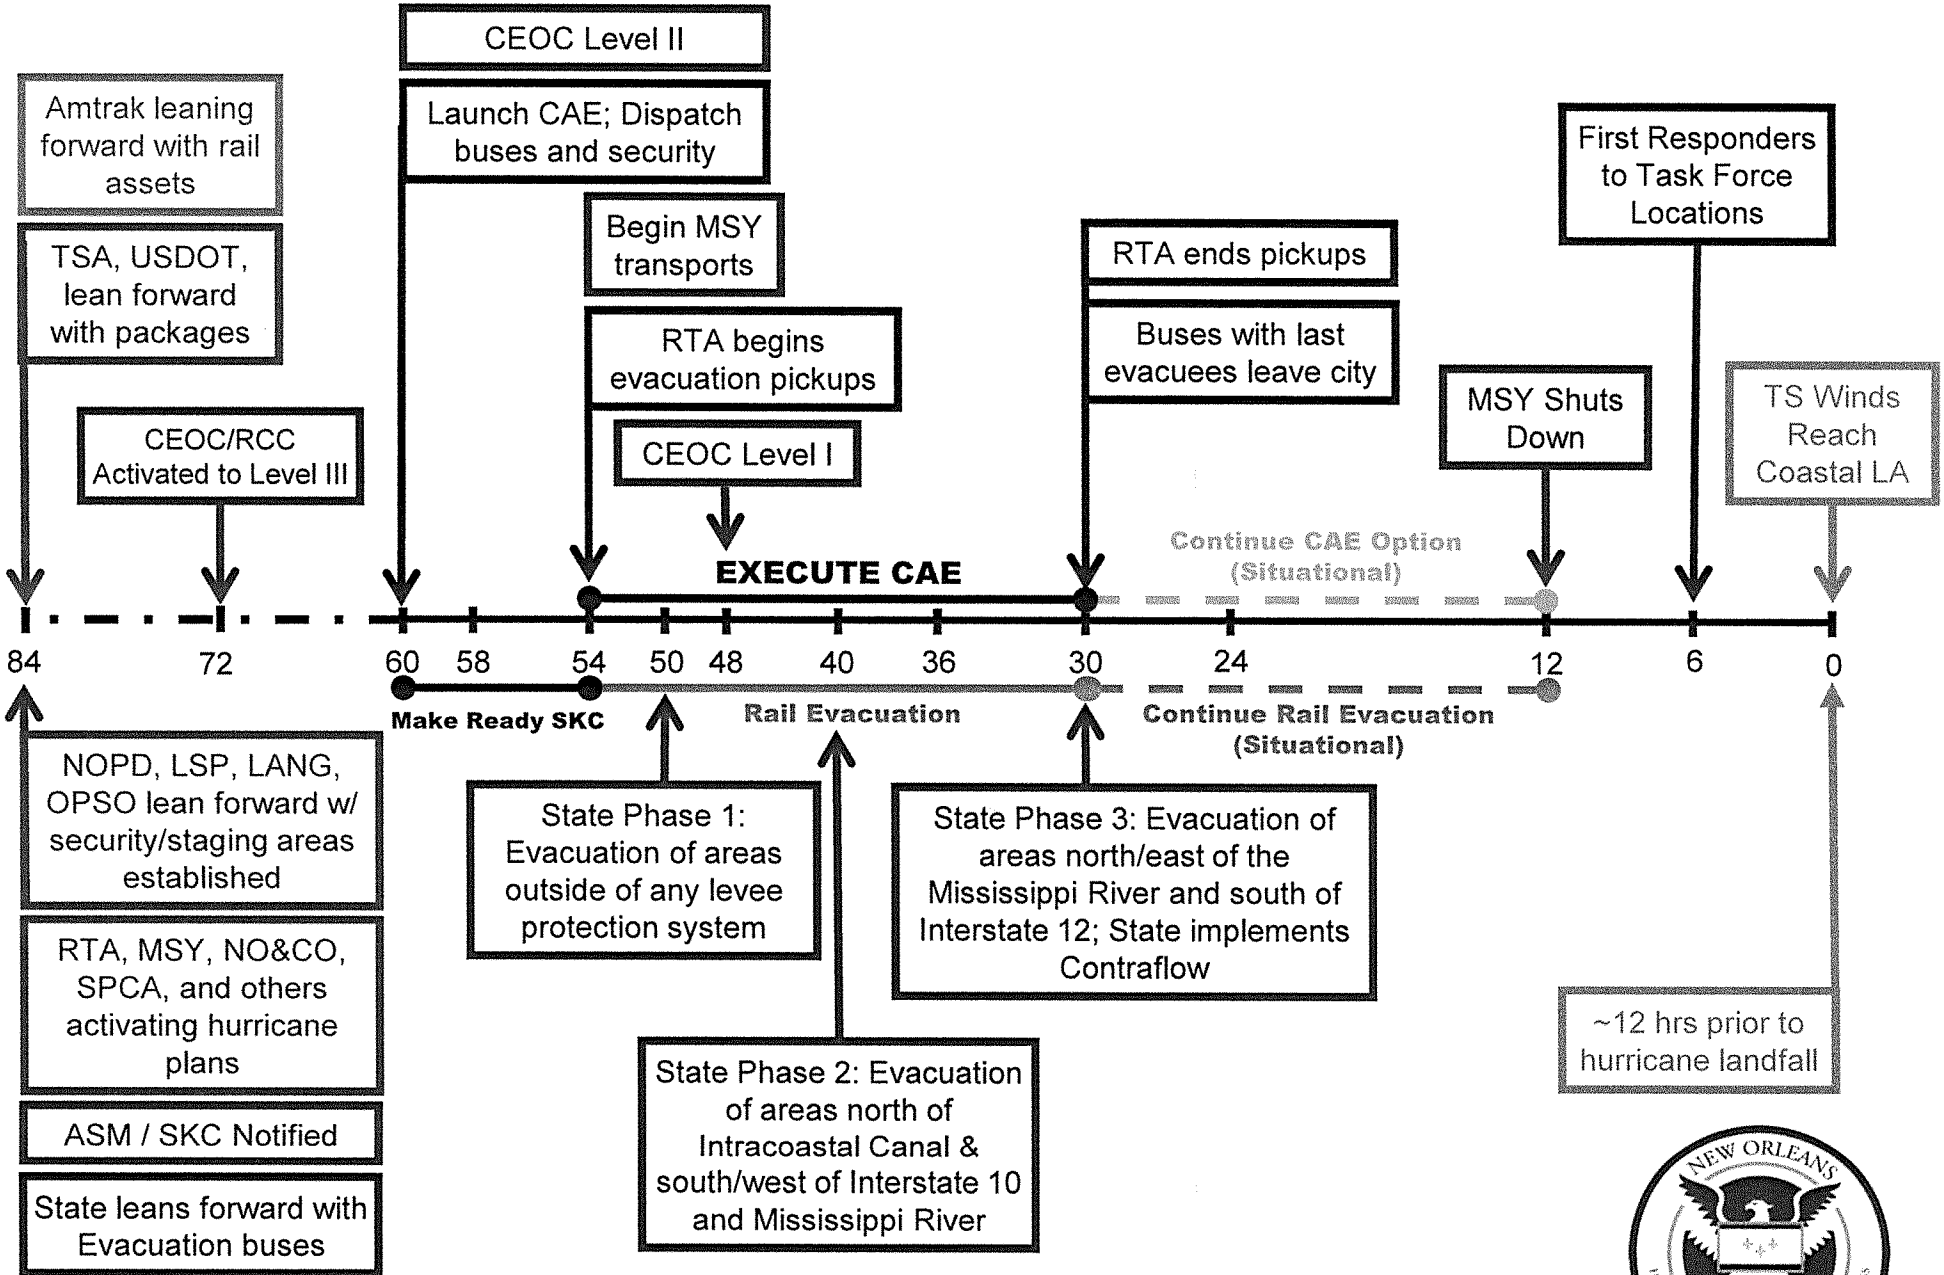 CEOC Level II
Launch CAE; Dispatch
buses and security
Amtrak leaning
forward with rail
assets
TSA, USDOT,
lean forward
with packages
CEOC/RCC
Activated to Level III
Begin MSY
transports
RTA begins
evacuation pickups
CEOC Level I
RTA ends pickups
Buses with last
evacuees leave city
First Responders
to Task Force
Locations
MSY Shuts
Down
TS Winds
Reach
Coastal LA
EXECUTE CAE
Continue CAE Option
(Situational)
84 72 60 58 54 50 48 40 36 30 24 12 6 0
Make Ready SKC
Rail Evacuation
Continue Rail Evacuation
(Situational)
NOPD, LSP, LANG,
OPSO lean forward w/
security/staging areas
established
RTA, MSY, NO&CO,
SPCA, and others
activating hurricane
plans
ASM / SKC Notified
State leans forward with
Evacuation buses
State Phase 1:
Evacuation of areas
outside of any levee
protection system
State Phase 2: Evacuation
of areas north of
Intracoastal Canal &
south/west of Interstate 10
and Mississippi River
State Phase 3: Evacuation of
areas north/east of the
Mississippi River and south of
Interstate 12; State implements
Contraflow
~12 hrs prior to
hurricane landfall
NEW ORLEANS